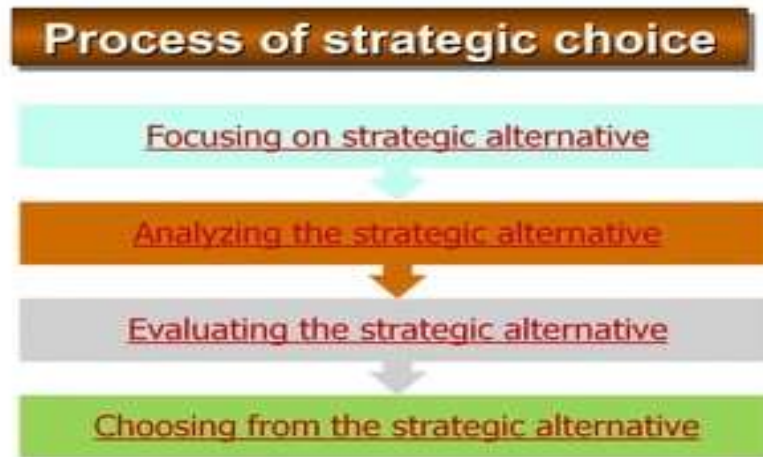 Process of strategic choice
Focusing on strategic alternative
Analyzing the strategic alternative
Evaluating the strategic alternative
Choosing from the strategic alternative